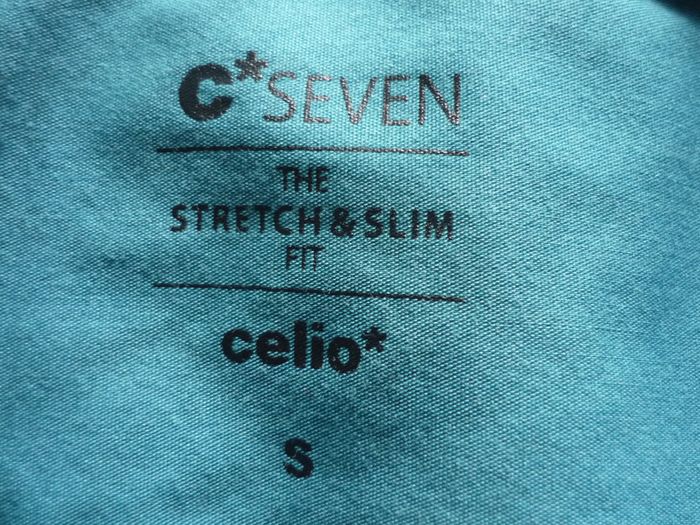 C*SEVEN
THE
STRETCH & SLIM
FIT
celio*
S